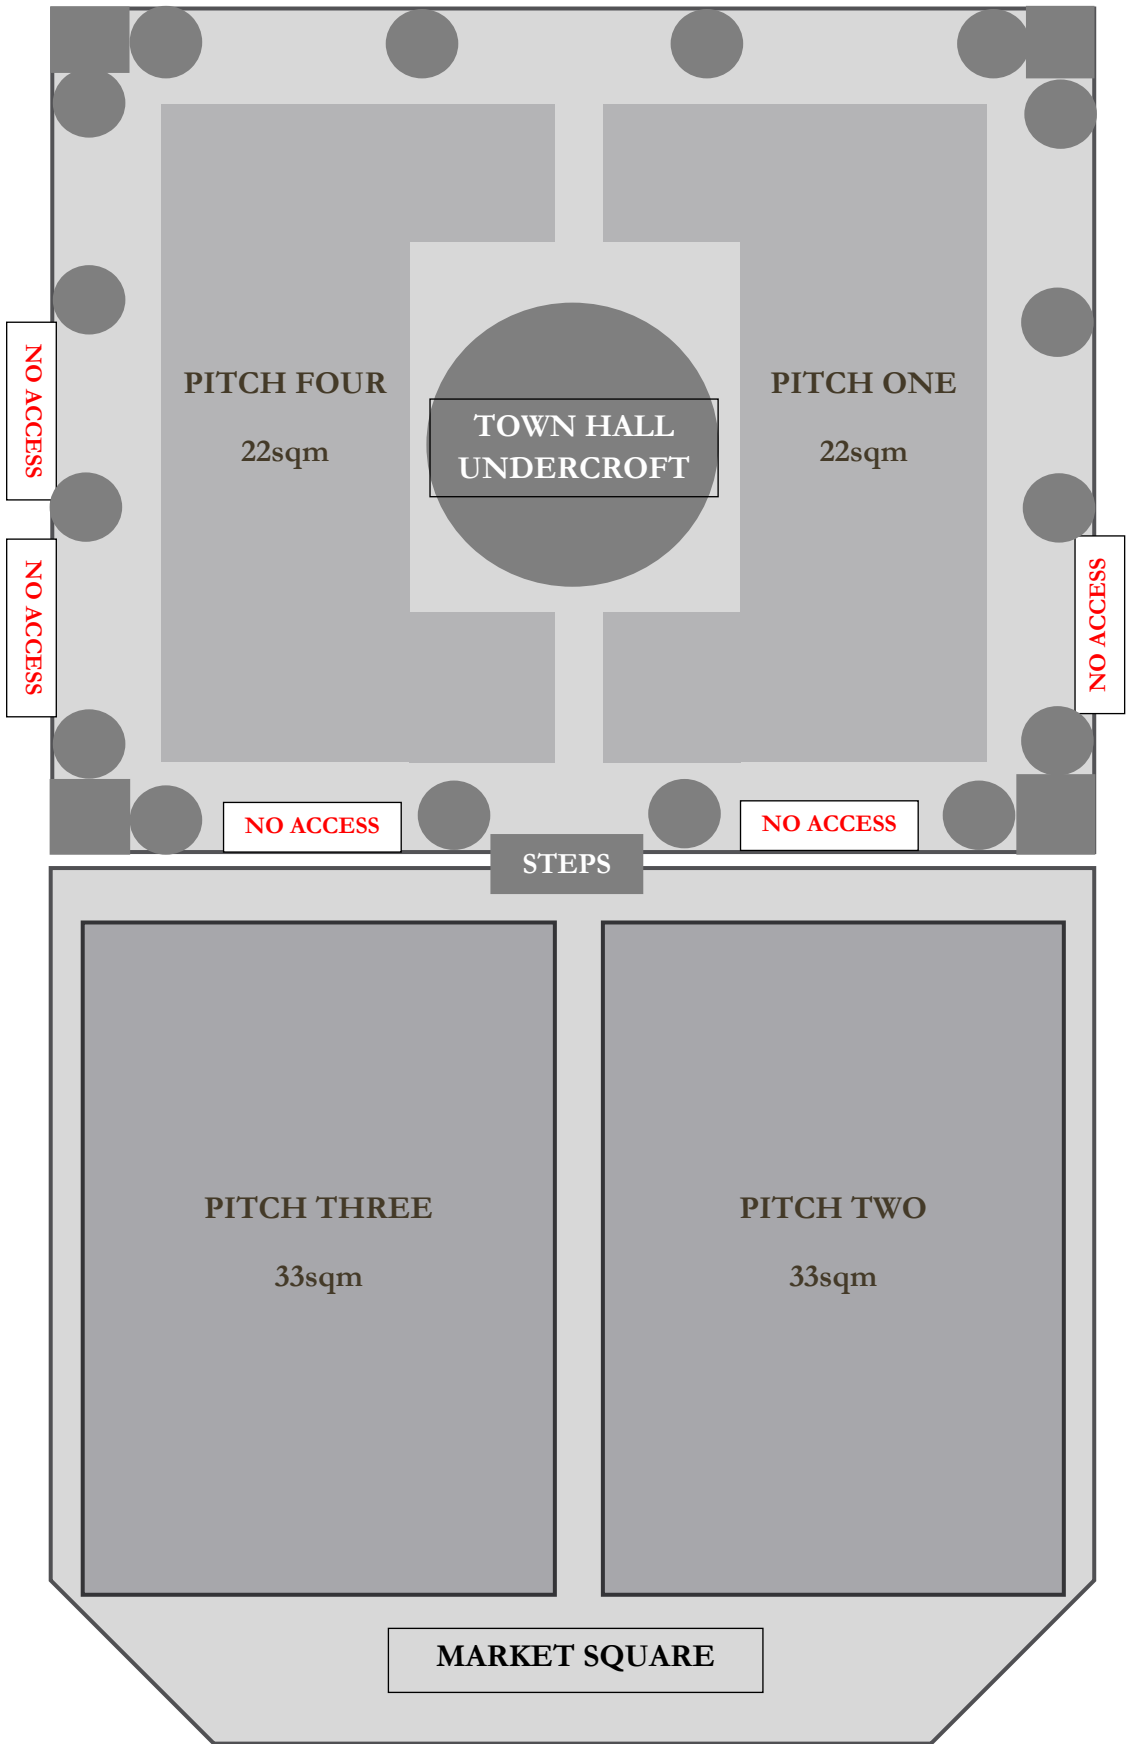 NO ACCESS
PITCH FOUR
22sqm
TOWN HALL
UNDERCROFT
PITCH ONE
22sqm
NO ACCESS
NO ACCESS
NO ACCESS
NO ACCESS
STEPS
PITCH THREE
33sqm
PITCH TWO
33sqm
MARKET SQUARE